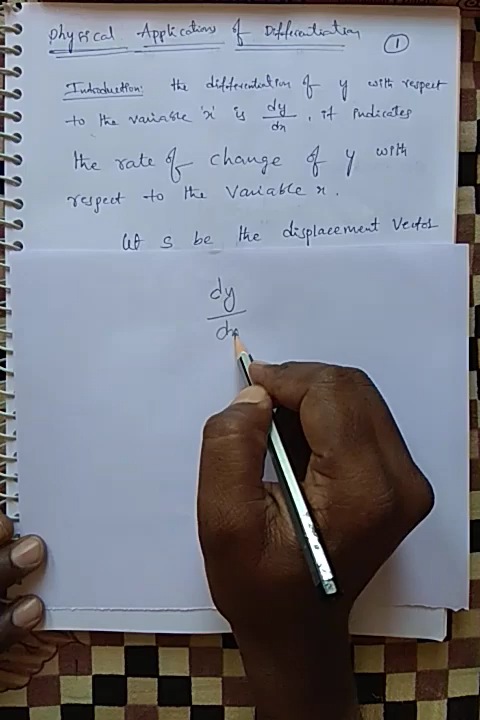 Physical Applications of Differentiation ①
Introduction: the differentiation of y with respect
to the variable 'x' is dy/dx, it indicates
the rate of change of y with
respect to the variable x.
let s be the displacement vector
dy
dx